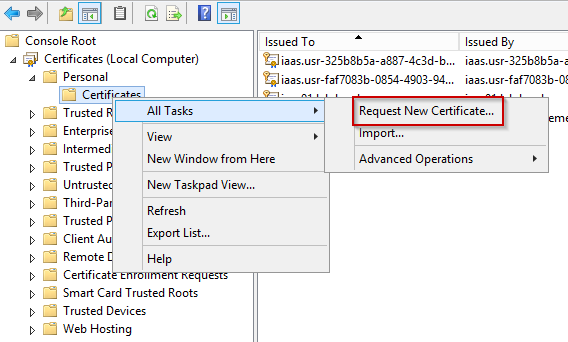 Console Root
Certificates (Local Computer)
Personal
Certificates
Trusted R
Enterprise
Intermed
Trusted P
Untrusted
Third-Part
Trusted P
Client Aut
Remote D
Certificate Enrollment Requests
Smart Card Trusted Roots
Trusted Devices
Web Hosting
All Tasks
View
New Window from Here
New Taskpad View...
Refresh
Export List...
Help
Request New Certificate...
Import...
Advanced Operations
Issued To Issued By
iaas.usr-325b8b5a-a887-4c3d-b... iaas.usr-325b8b5a-a
iaas.usr-faf7083b-0854-4903-94... iaas.usr-faf7083b-08